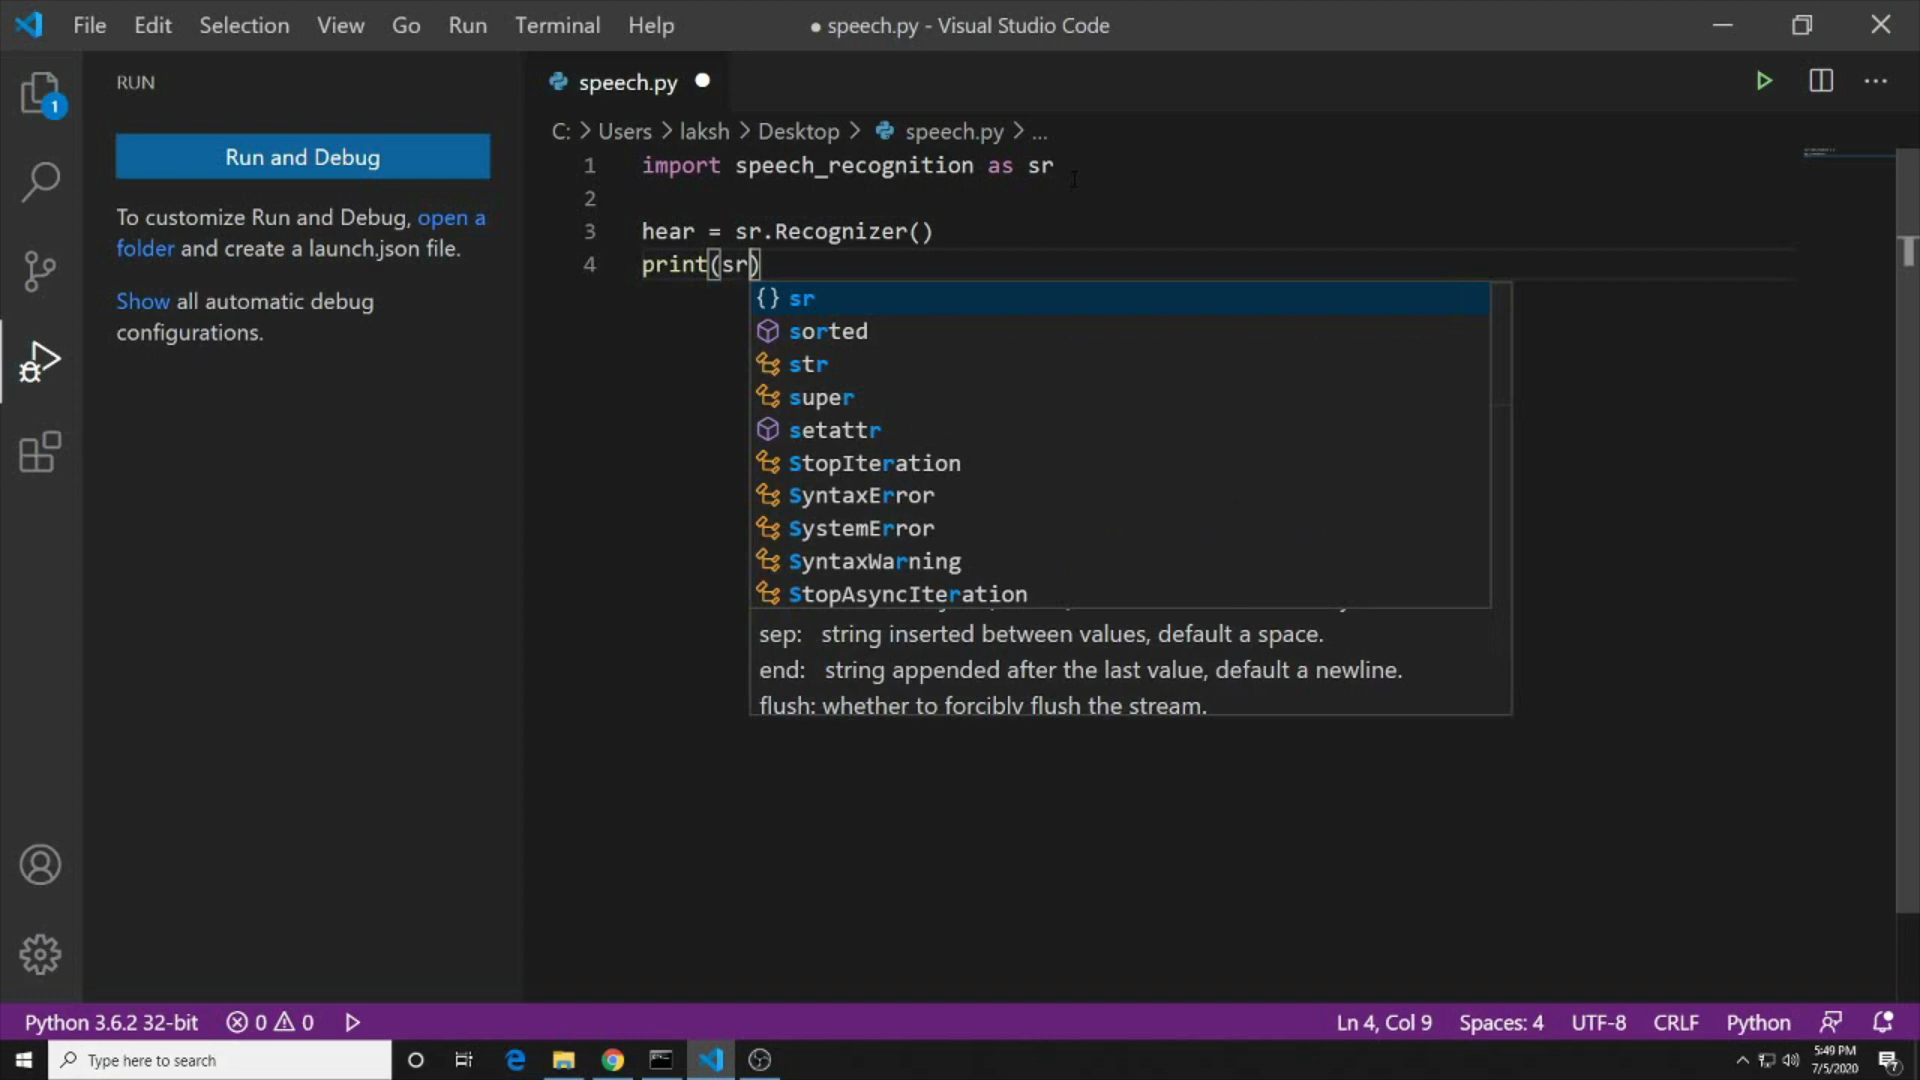 File Edit Selection View Go Run Terminal Help ● speech.py - Visual Studio Code
RUN
speech.py
1
Run and Debug
C: > Users > laksh > Desktop > speech.py > ...
To customize Run and Debug, open a
folder and create a launch.json file.
Show all automatic debug
configurations.
1 import speech_recognition as sr
2
3 hear = sr.Recognizer()
4 print(sr)
{} sr
sorted
str
super
setattr
StopIteration
SyntaxError
SystemError
SyntaxWarning
StopAsyncIteration
sep: string inserted between values, default a space.
end: string appended after the last value, default a newline.
flush: whether to forcibly flush the stream.
Python 3.6.2 32-bit 0 0 Ln 4, Col 9 Spaces: 4 UTF-8 CRLF Python
Type here to search
5:49 PM
7/5/2020
7